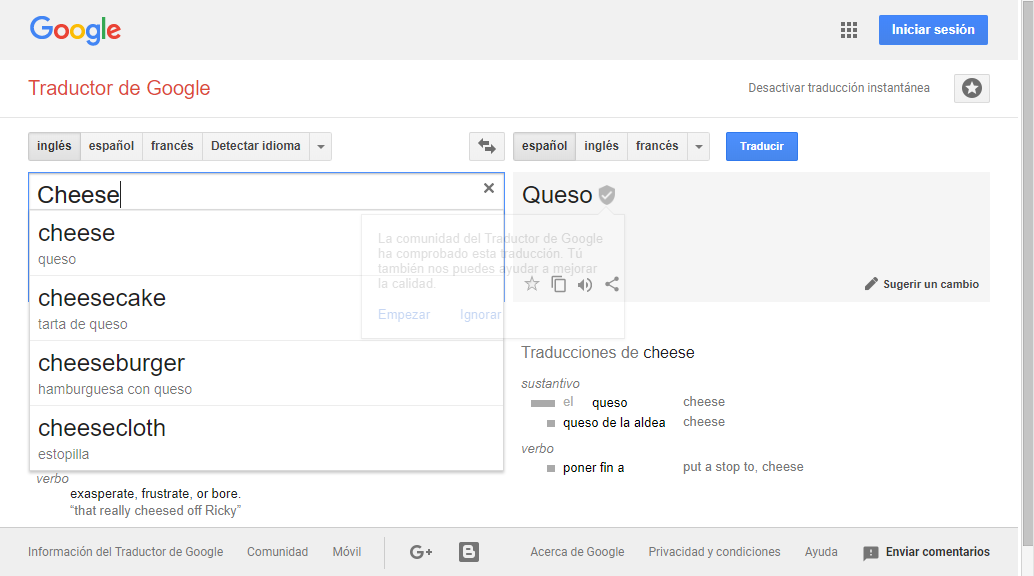 Google
Iniciar sesión
Traductor de Google
Desactivar traducción instantánea
inglés español francés Detectar idioma
español inglés francés Traducir
Cheese
Queso
cheese
queso
cheesecake
tarta de queso
cheeseburger
hamburguesa con queso
cheesecloth
estopilla
La comunidad del Traductor de Google
ha comprobado esta traducción. Tú
también nos puedes ayudar a mejorar
la calidad.
Empezar Ignorar
Sugerir un cambio
Traducciones de cheese
sustantivo
el queso cheese
queso de la aldea cheese
verbo
poner fin a put a stop to, cheese
verbo
exasperate, frustrate, or bore.
“that really cheesed off Ricky”
Información del Traductor de Google Comunidad Móvil G+ B Acerca de Google Privacidad y condiciones Ayuda Enviar comentarios